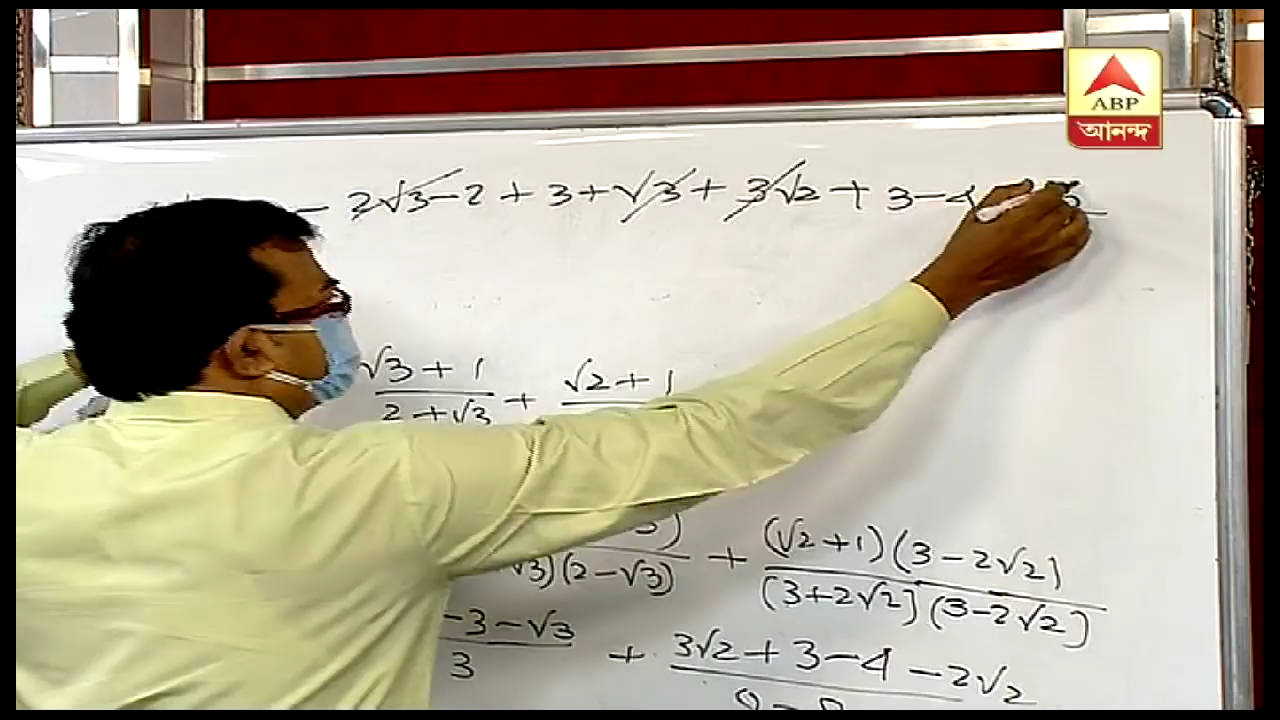 ABP
আনন্দ
- 2√3 - 2 + 3 + √3 + 3√2 + 3 - 4
√3 + 1 / 2 + √3 + √2 + 1
√3)(2 - √3) + (√2 + 1)(3 - 2√2) / (3 + 2√2)(3 - 2√2)
- 3 - √3 / 3 + 3√2 + 3 - 4 - 2√2